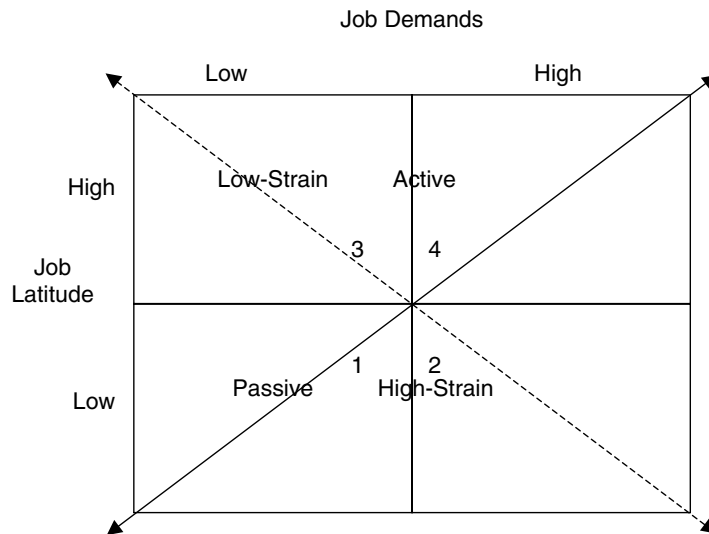 Job Demands
Low High
High
Low-Strain Active
3 4
Job
Latitude
1 2
Low
Passive High-Strain